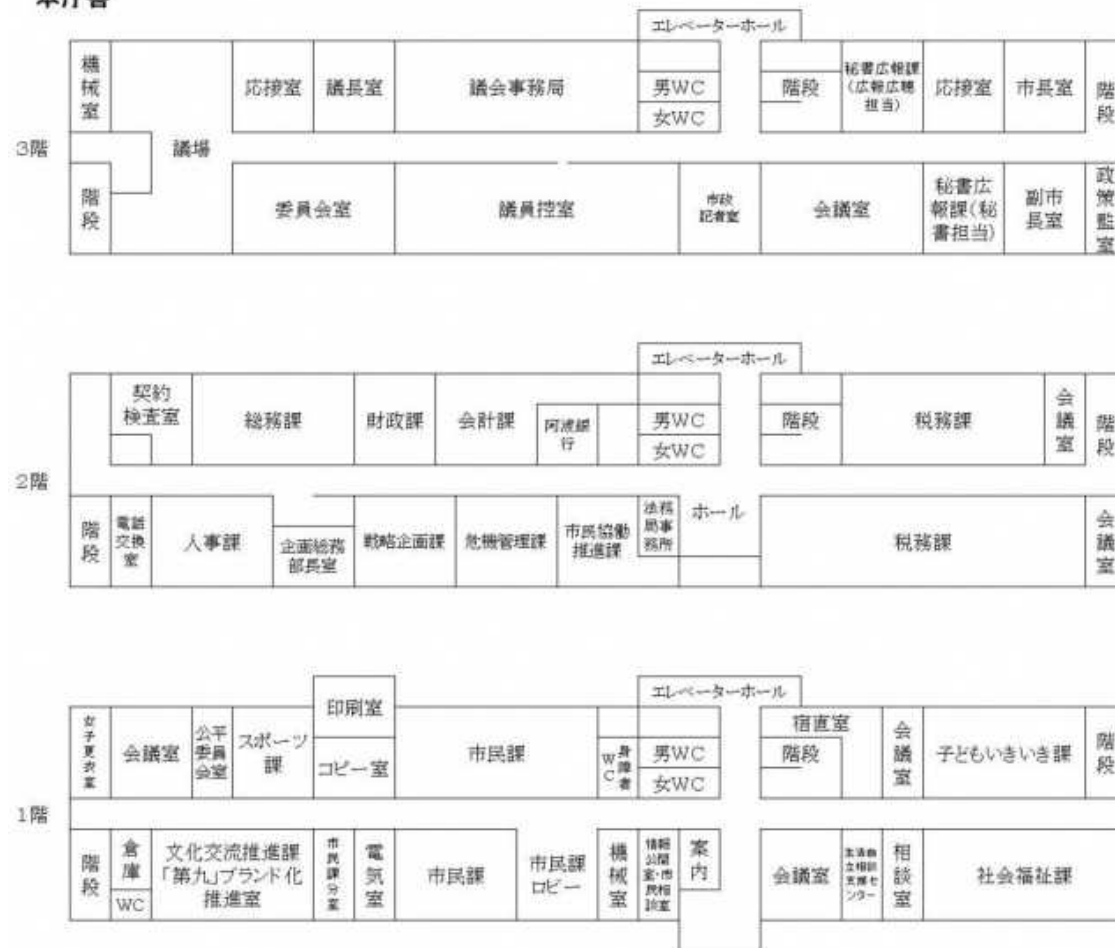 本庁舎
エレベーターホール
機械室
応接室
議長室
議会事務局
男WC
女WC
階段
秘書広報課
(広報広聴
担当)
応接室
市長室
階段
3階
議場
階段
委員会室
議員控室
市政
記者室
会議室
秘書広
報課(秘
書担当)
副市
長室
政策監室
エレベーターホール
契約
検査室
総務課
財政課
会計課
阿波銀
行
男WC
女WC
階段
税務課
会議室
階段
2階
階段
電話
交換
室
人事課
企画総務
部長室
戦略企画課
危機管理課
市民協働
推進課
法務
局事
務所
ホール
税務課
会議室
エレベーターホール
女子更衣室
会議室
公平
委員
会室
スポーツ
課
印刷室
コピー室
市民課
身障者
WC
男WC
女WC
宿直室
階段
会議室
子どもいきいき課
階段
1階
階段
倉庫
WC
文化交流推進課
「第九」ブランド化
推進室
市民課分室
電気室
市民課
市民課
ロビー
機械室
情報
公開
室・市
民相
談室
案内
会議室
生活自
立相談
支援セ
ンター
相談室
社会福祉課